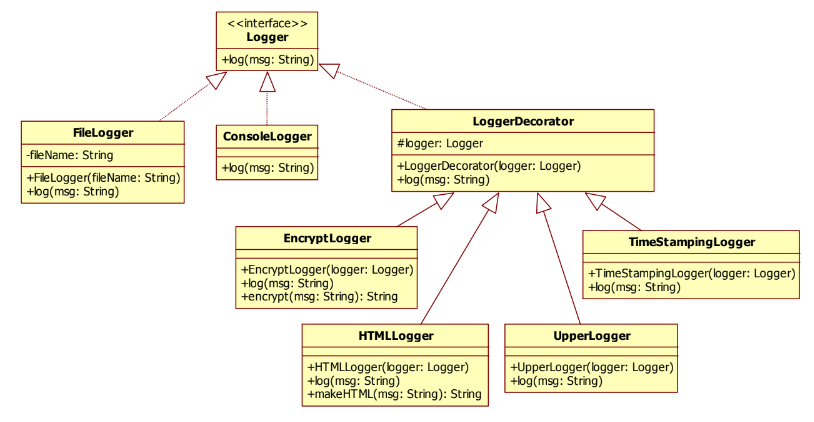 <<interface>>
Logger
+log(msg: String)
FileLogger
-fileName: String
+FileLogger(fileName: String)
+log(msg: String)
ConsoleLogger
+log(msg: String)
LoggerDecorator
#logger: Logger
+LoggerDecorator(logger: Logger)
+log(msg: String)
EncryptLogger
+EncryptLogger(logger: Logger)
+log(msg: String)
+encrypt(msg: String): String
TimeStampingLogger
+TimeStampingLogger(logger: Logger)
+log(msg: String)
HTMLLogger
+HTMLLogger(logger: Logger)
+log(msg: String)
+makeHTML(msg: String): String
UpperLogger
+UpperLogger(logger: Logger)
+log(msg: String)